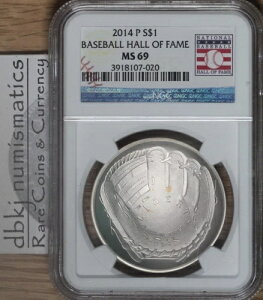 2014 P S$1
BASEBALL HALL OF FAME
MS 69
3918107-020
NATIONAL
BASEBALL
HALL OF FAME
dbkj numismatics
Rare Coins & Currency